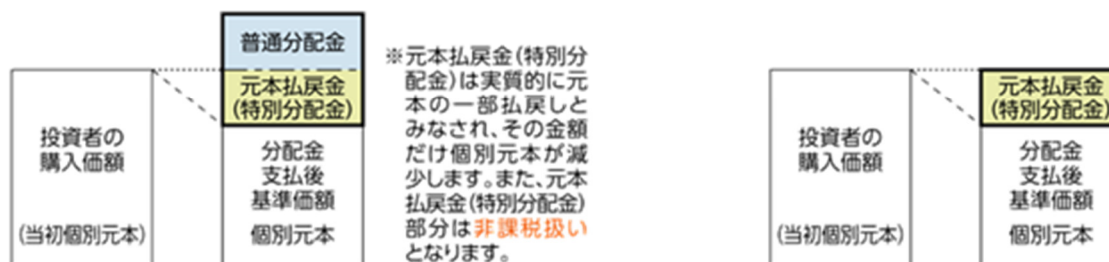 普通分配金
元本払戻金
(特別分配金)
投資者の
購入価額
(当初個別元本)
分配金
支払後
基準価額
個別元本
※元本払戻金(特別分
配金)は実質的に元
本の一部払戻しと
みなされ、その金額
だけ個別元本が減
少します。また、元本
払戻金(特別分配金)
部分は非課税扱い
となります。
元本払戻金
(特別分配金)
投資者の
購入価額
(当初個別元本)
分配金
支払後
基準価額
個別元本